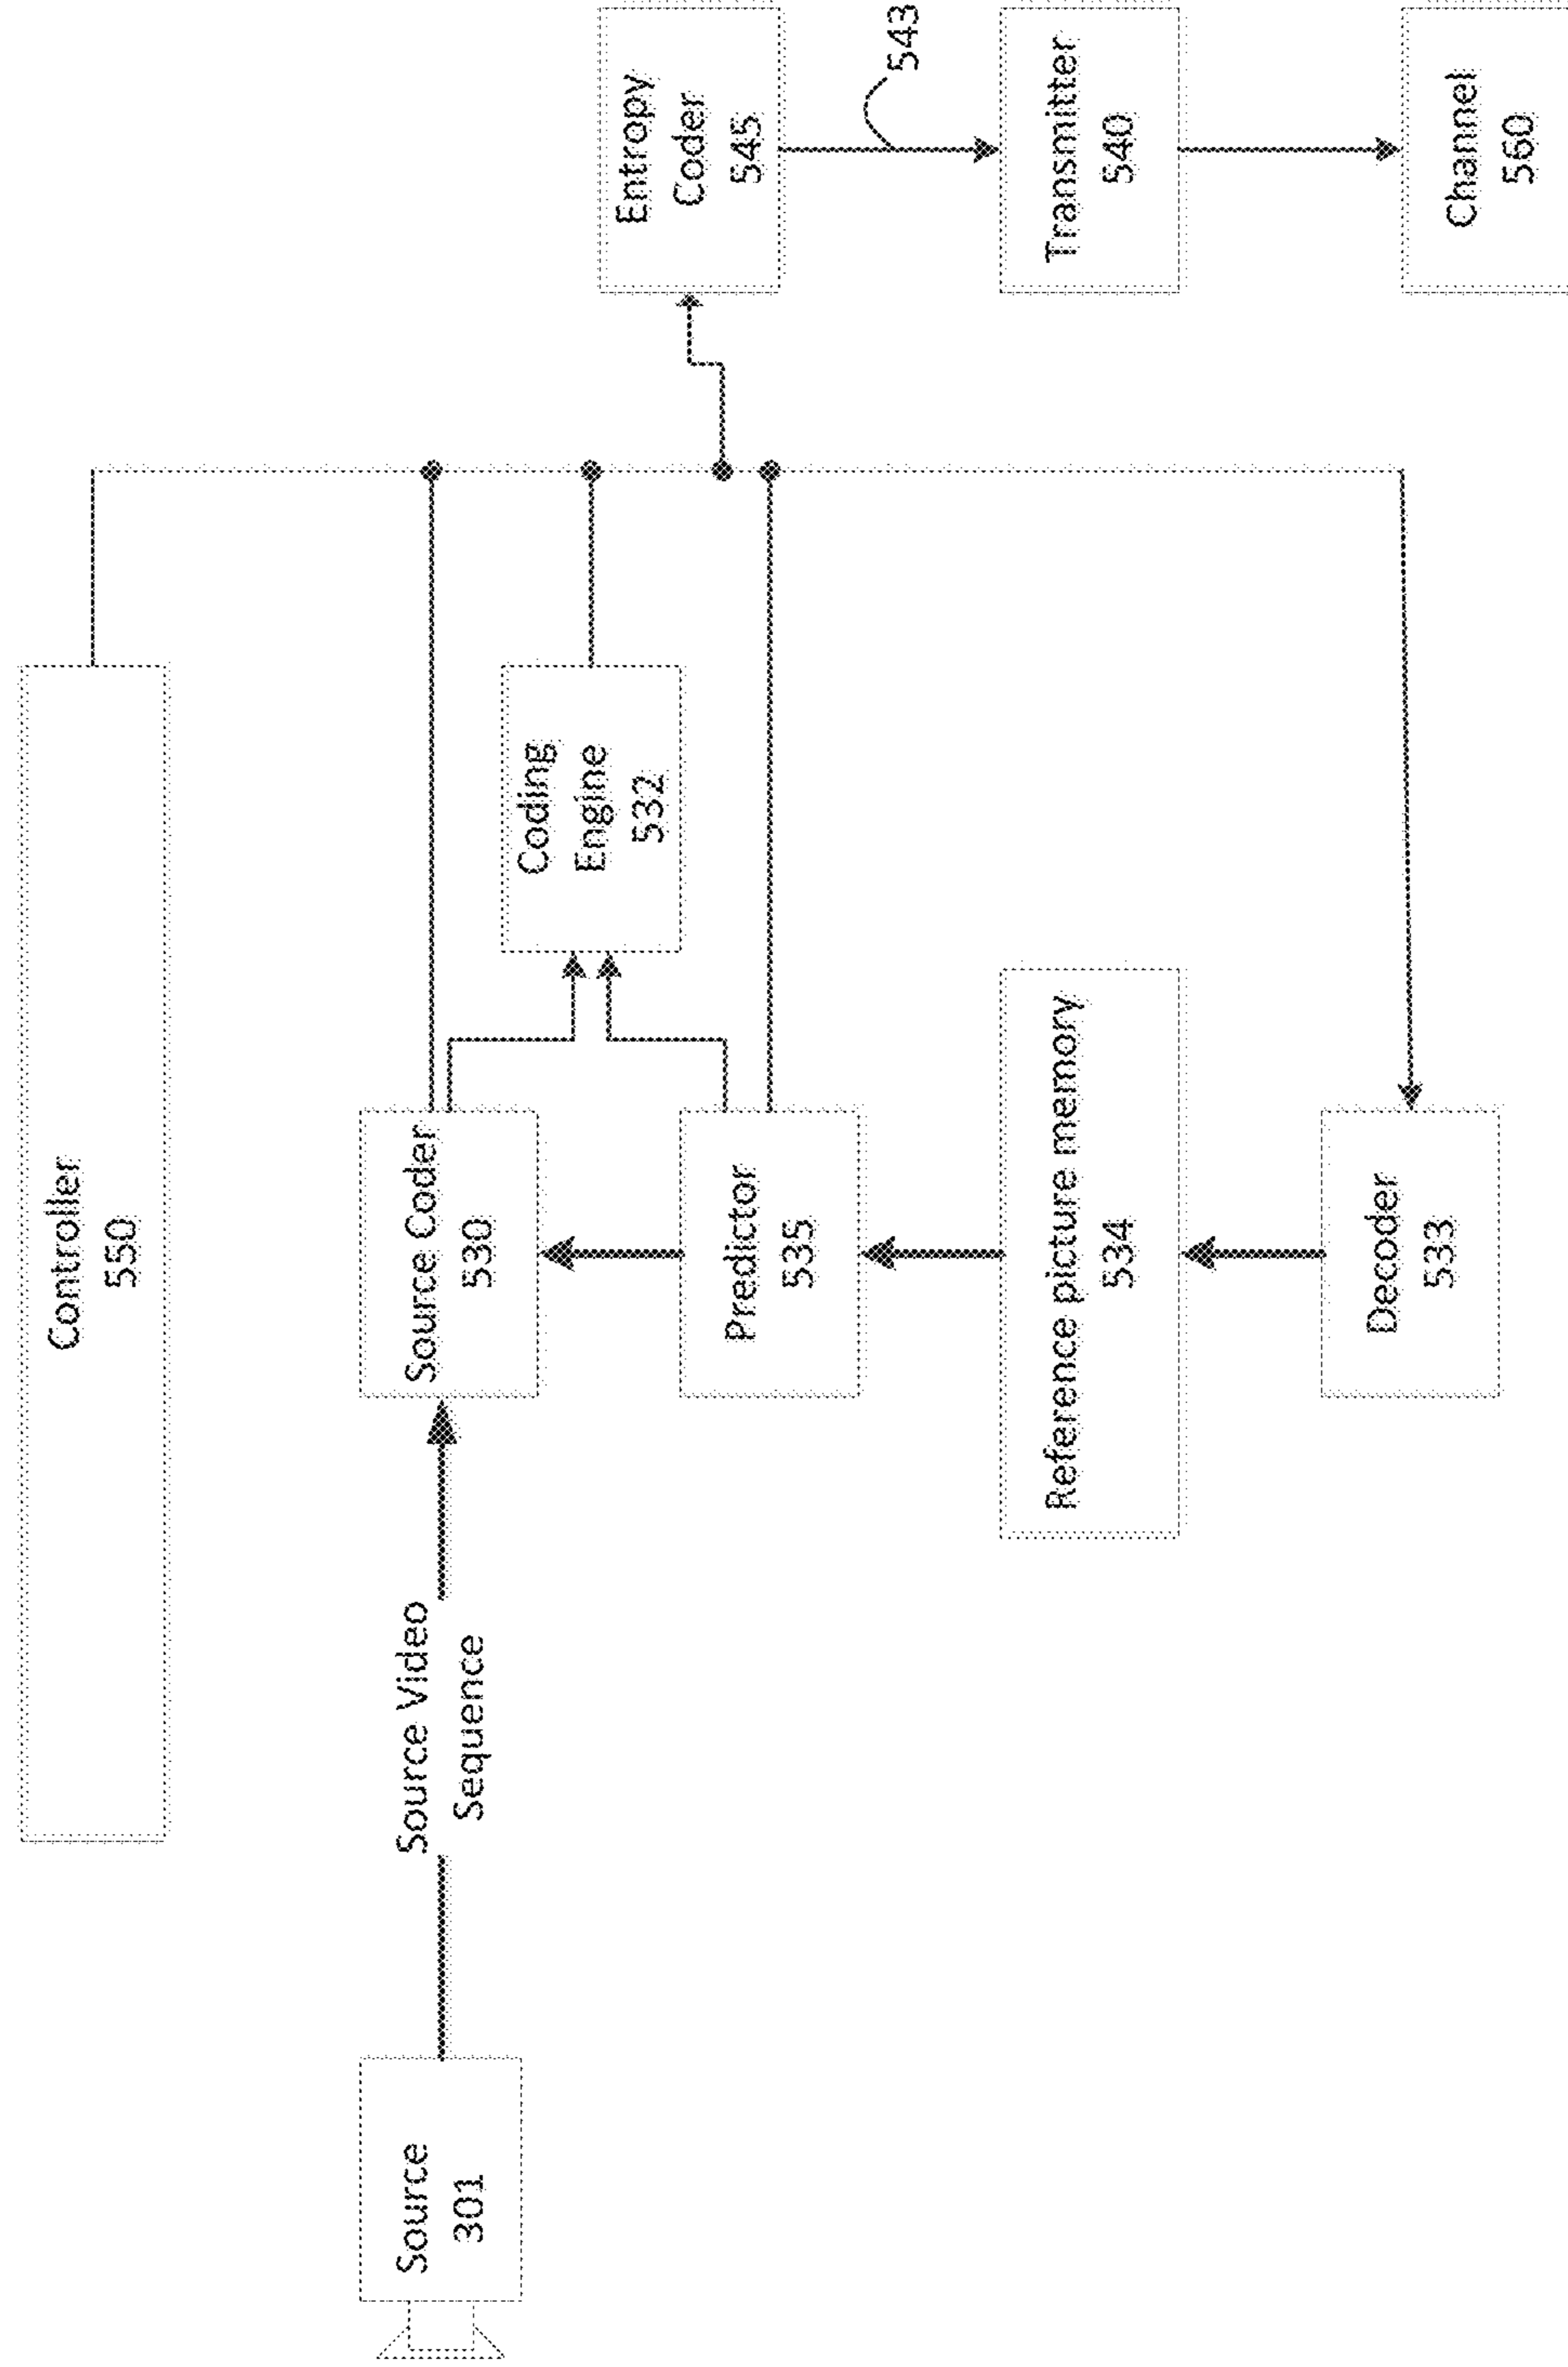 Controller
550
Source
301
Source Video
Sequence
Source Coder
530
Coding
Engine
532
Predictor
535
Reference picture memory
534
Decoder
533
Entropy
Coder
545
543
Transmitter
540
Channel
560